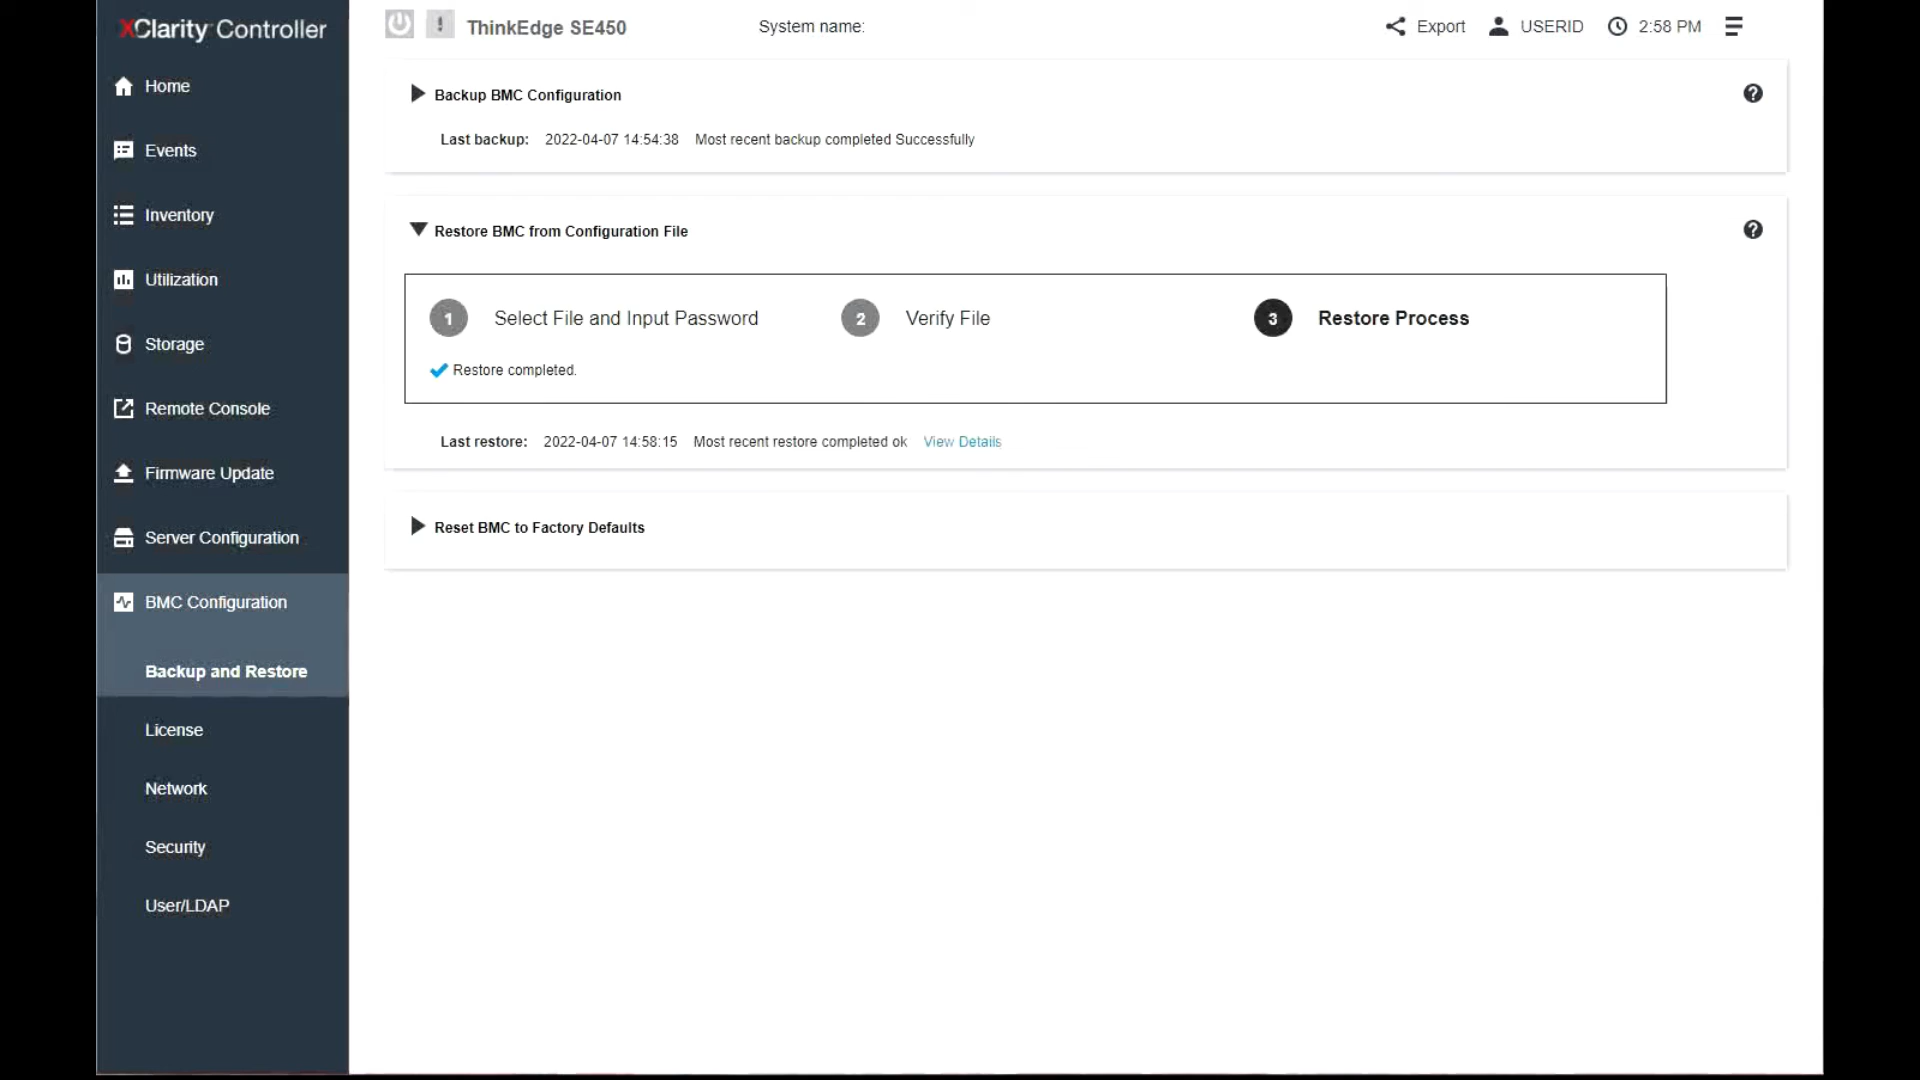 XClarity Controller
ThinkEdge SE450
System name:
Export
USERID
2:58 PM
Home
Events
Inventory
Utilization
Storage
Remote Console
Firmware Update
Server Configuration
BMC Configuration
Backup and Restore
License
Network
Security
User/LDAP
Backup BMC Configuration
?
Last backup: 2022-04-07 14:54:38 Most recent backup completed Successfully
Restore BMC from Configuration File
?
1 Select File and Input Password
2 Verify File
3 Restore Process
Restore completed.
Last restore: 2022-04-07 14:58:15 Most recent restore completed ok View Details
Reset BMC to Factory Defaults